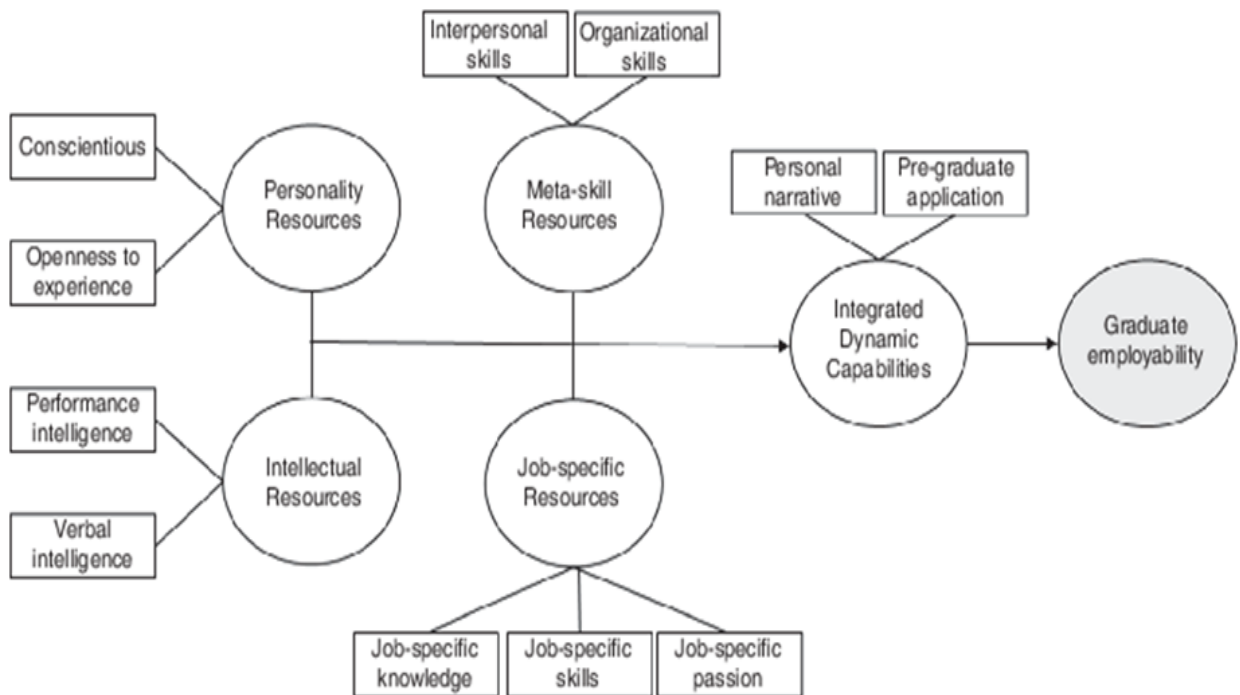 Interpersonal
skills
Organizational
skills
Conscientious
Openness to
experience
Personality
Resources
Meta-skill
Resources
Personal
narrative
Pre-graduate
application
Integrated
Dynamic
Capabilities
Graduate
employability
Performance
intelligence
Verbal
intelligence
Intellectual
Resources
Job-specific
Resources
Job-specific
knowledge
Job-specific
skills
Job-specific
passion